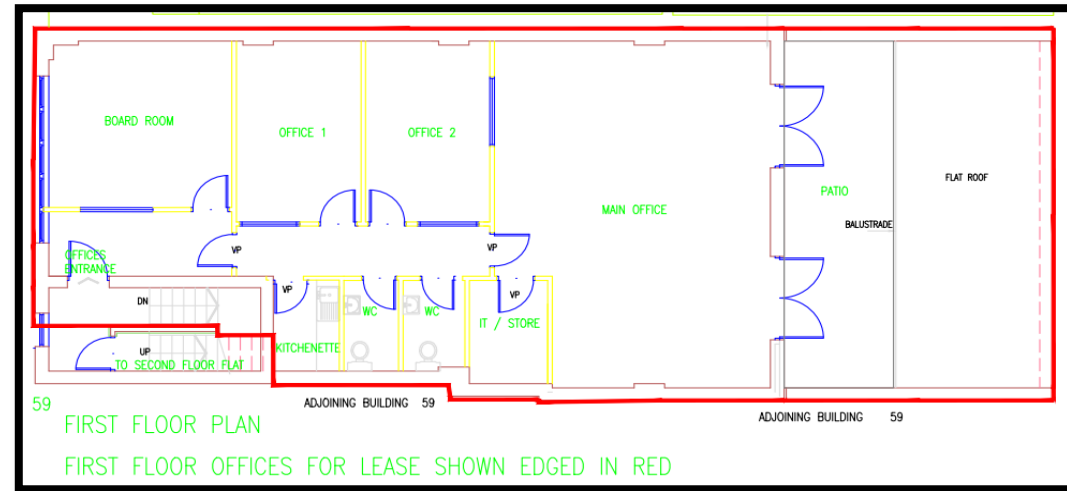 BOARD ROOM
OFFICE 1
OFFICE 2
MAIN OFFICE
PATIO
FLAT ROOF
BALUSTRADE
OFFICES
ENTRANCE
VP
VP
VP
VP
DN
WC
WC
IT / STORE
KITCHENETTE
UP
TO SECOND FLOOR FLAT
59
ADJOINING BUILDING 59
ADJOINING BUILDING 59
FIRST FLOOR PLAN
FIRST FLOOR OFFICES FOR LEASE SHOWN EDGED IN RED